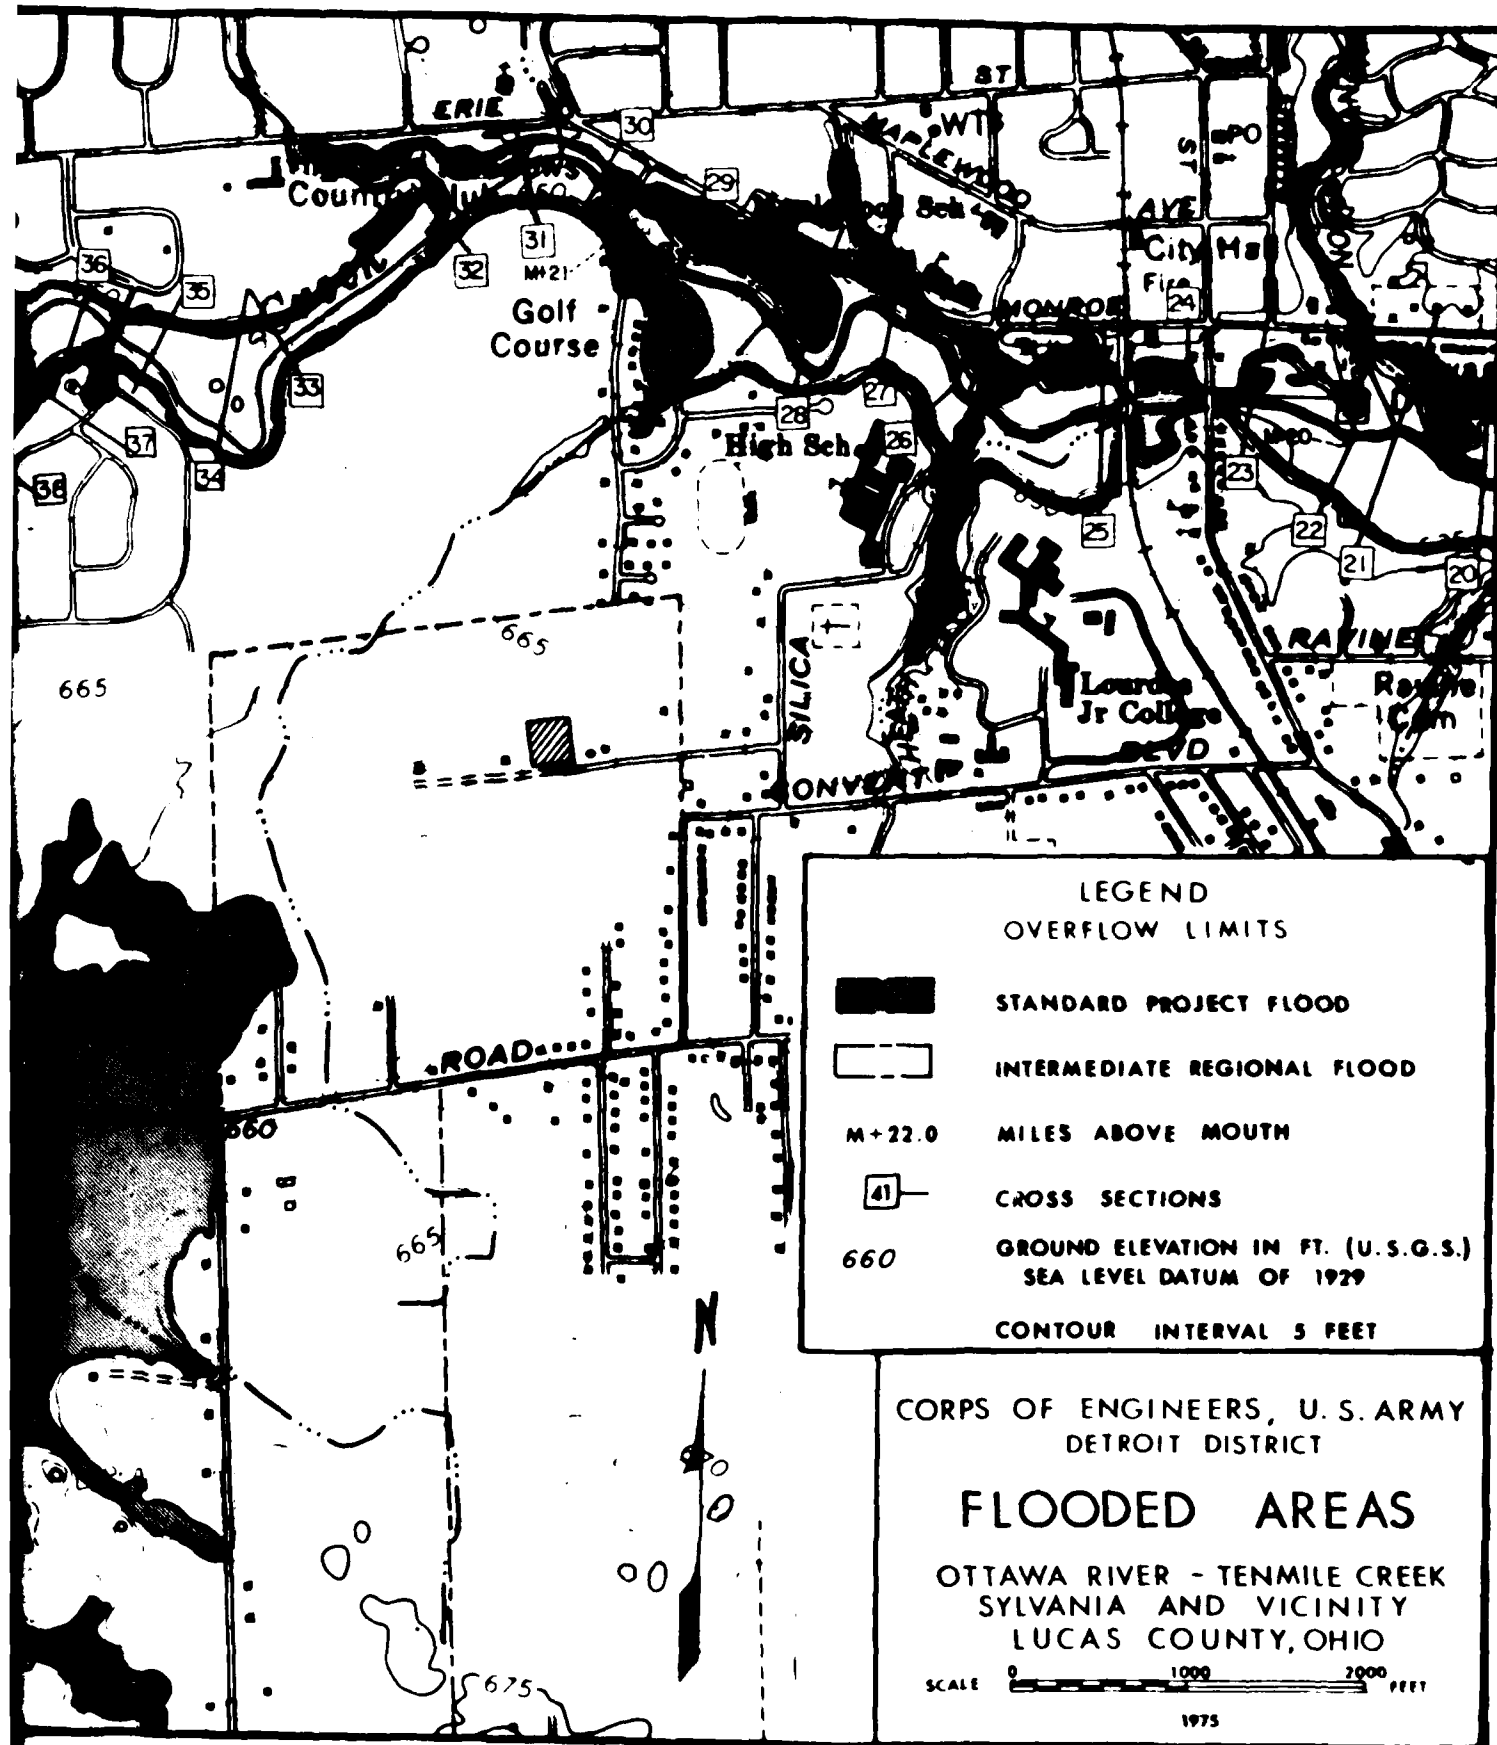 ST
ERIE
30
WT
MAPLEWOOD
ST
PO
29
Sch
AVE
City Hal
36
31
32
M+21
35
Fire
24
MONROE
Golf
Course
33
27
28
37
High Sch
26
M+20
34
23
38
25
22
21
20
665
RAVINE
665
SILICA
Lourdes
Jr College
Cem
BLVD
CONVENT
LEGEND
OVERFLOW LIMITS
STANDARD PROJECT FLOOD
ROAD
INTERMEDIATE REGIONAL FLOOD
660
M+22.0 MILES ABOVE MOUTH
41 CROSS SECTIONS
665
660 GROUND ELEVATION IN FT. (U.S.G.S.)
SEA LEVEL DATUM OF 1929
CONTOUR INTERVAL 5 FEET
N
CORPS OF ENGINEERS, U.S. ARMY
DETROIT DISTRICT
FLOODED AREAS
OTTAWA RIVER - TENMILE CREEK
SYLVANIA AND VICINITY
LUCAS COUNTY, OHIO
675
SCALE 0 1000 2000 FEET
1975